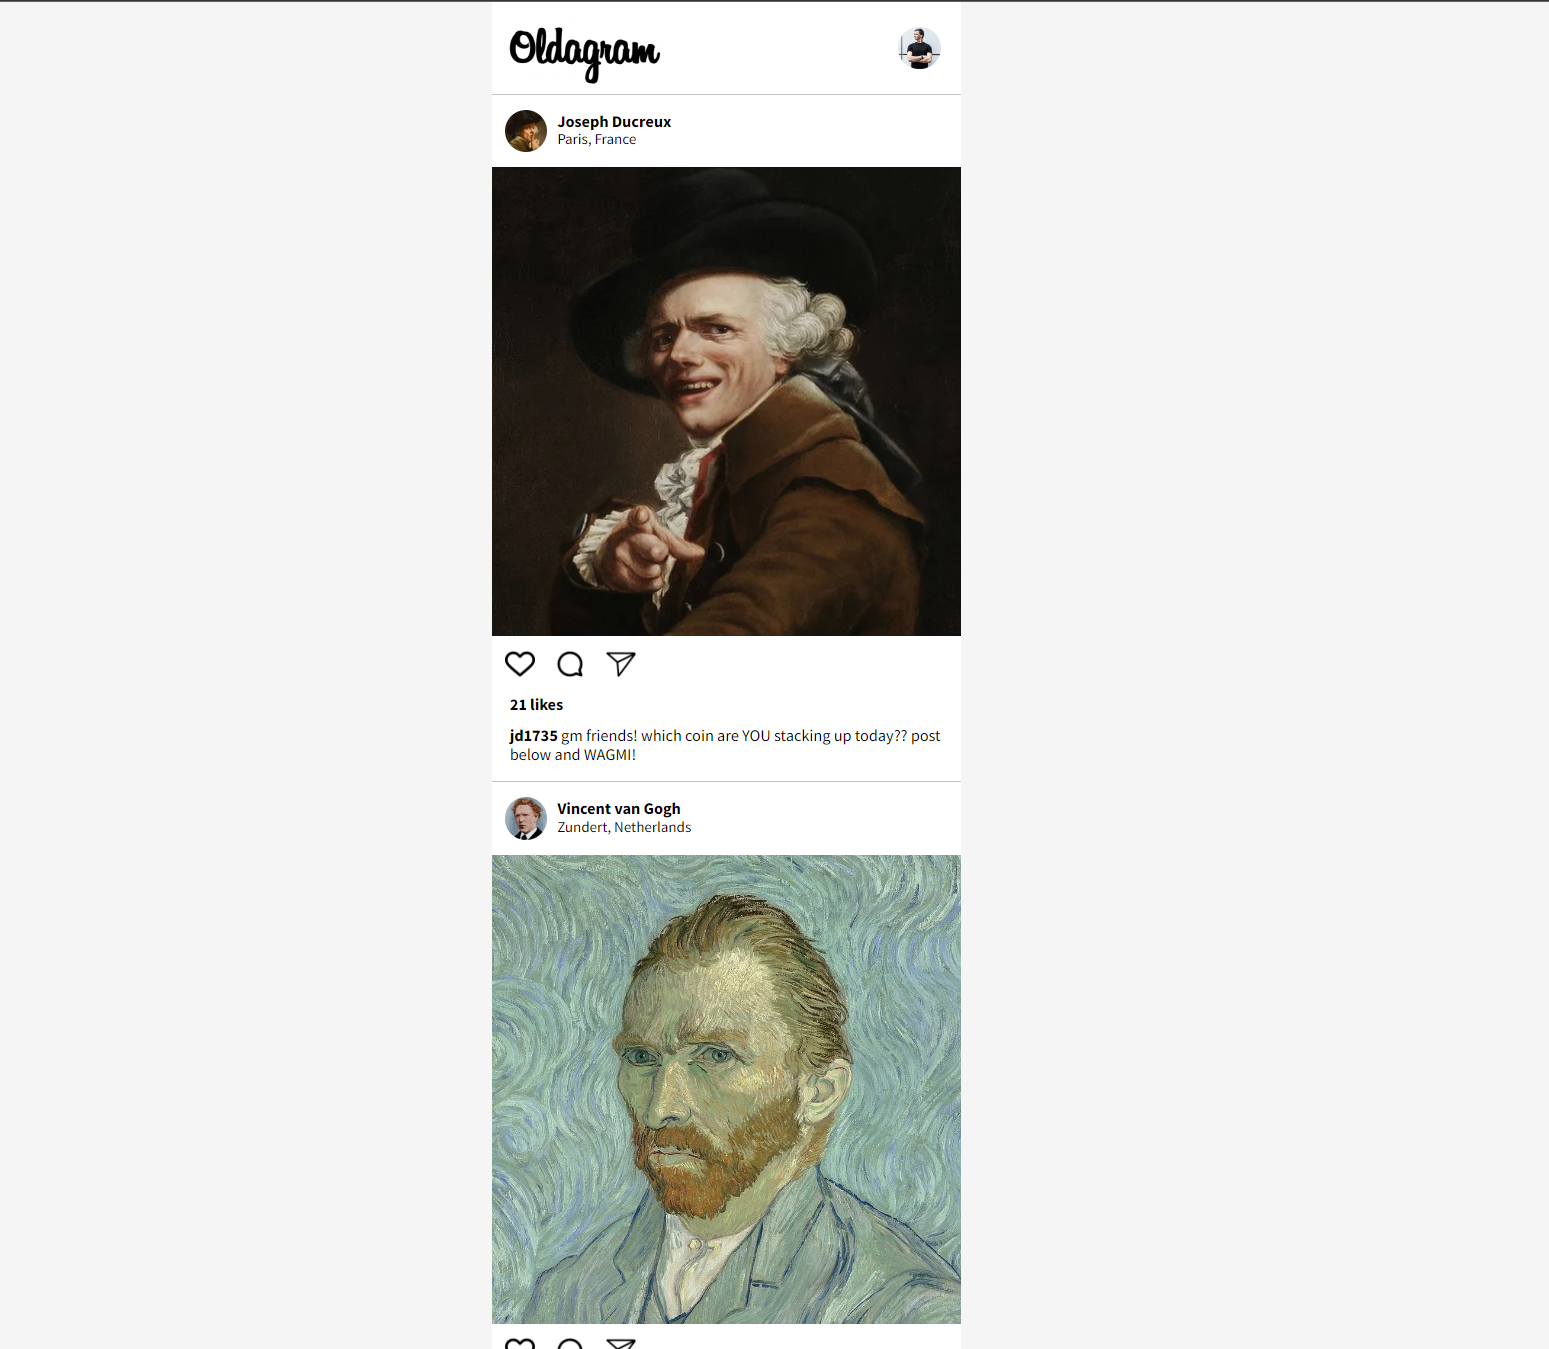 Oldagram
Joseph Ducreux
Paris, France
21 likes
jd1735 gm friends! which coin are YOU stacking up today?? post
below and WAGMI!
Vincent van Gogh
Zundert, Netherlands